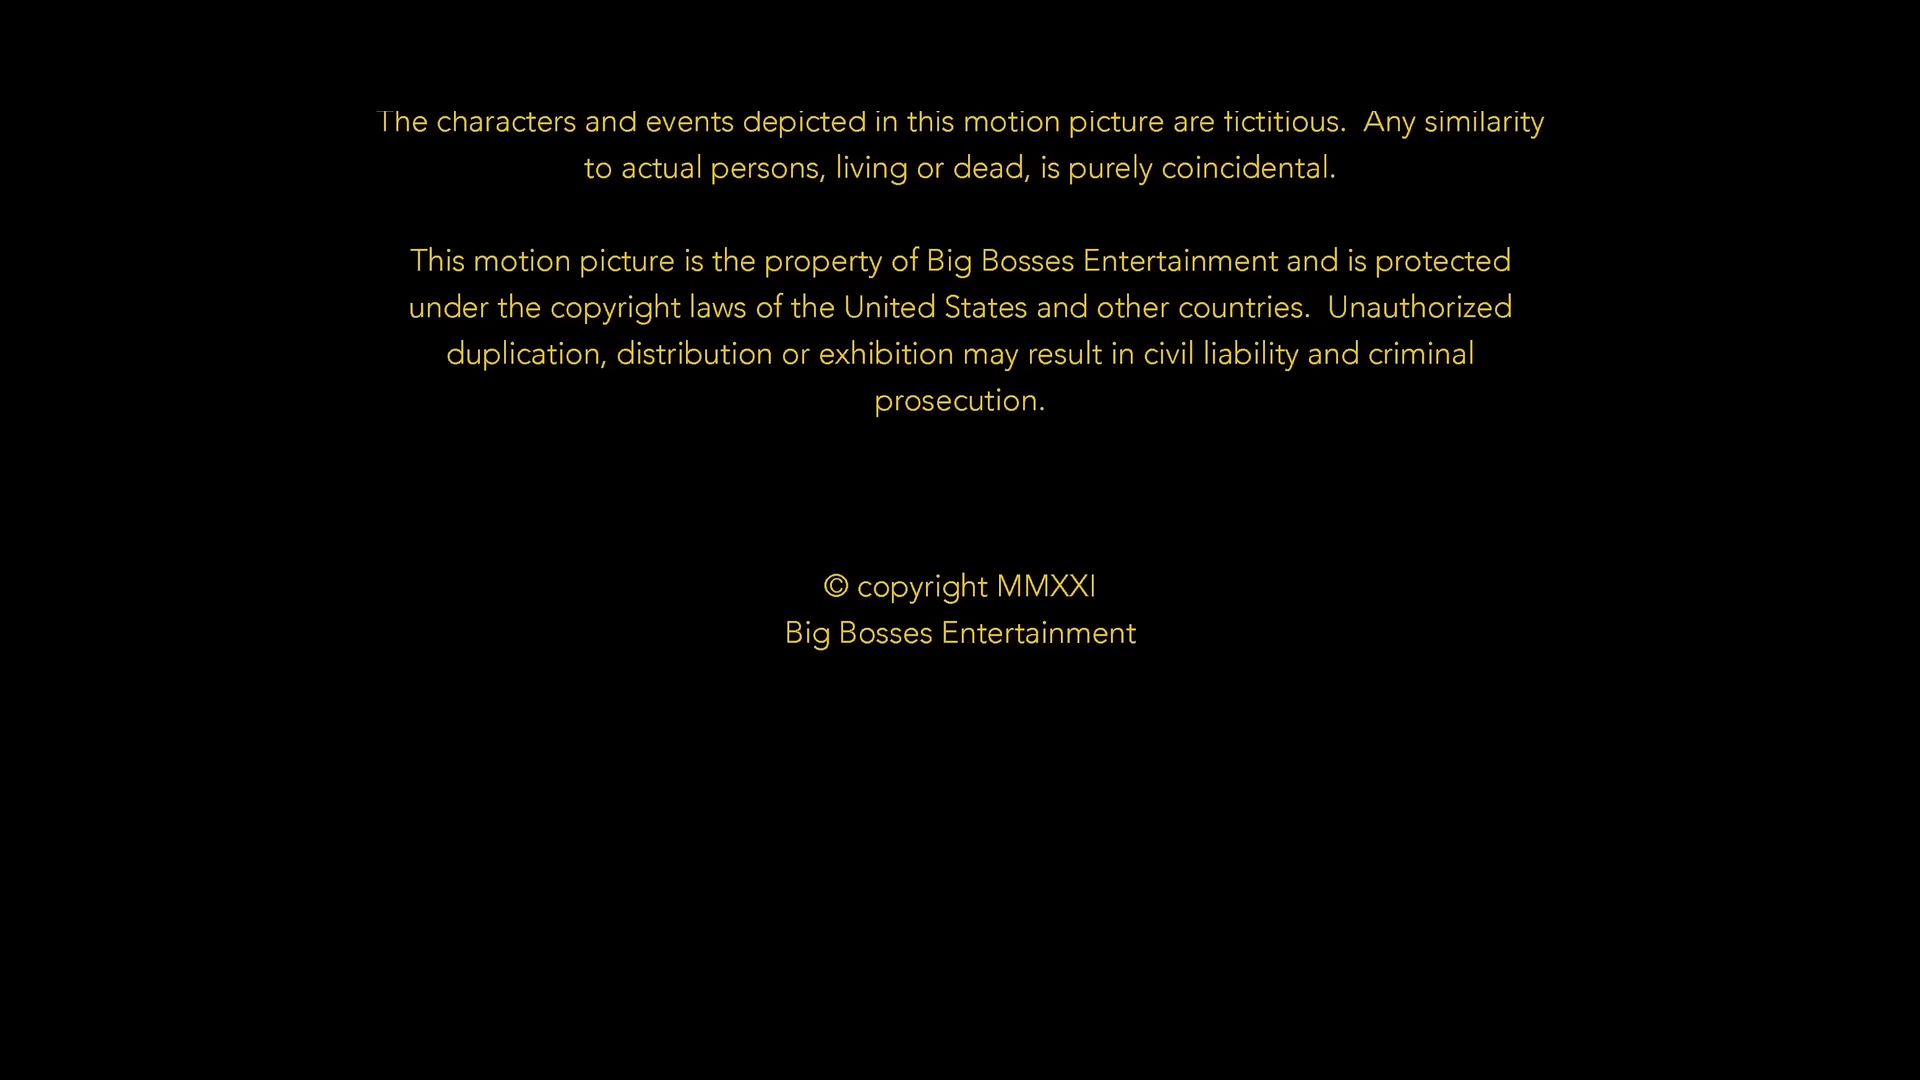 The characters and events depicted in this motion picture are fictitious.  Any similarity
to actual persons, living or dead, is purely coincidental.
This motion picture is the property of Big Bosses Entertainment and is protected
under the copyright laws of the United States and other countries.  Unauthorized
duplication, distribution or exhibition may result in civil liability and criminal
prosecution.
© copyright MMXXI
Big Bosses Entertainment